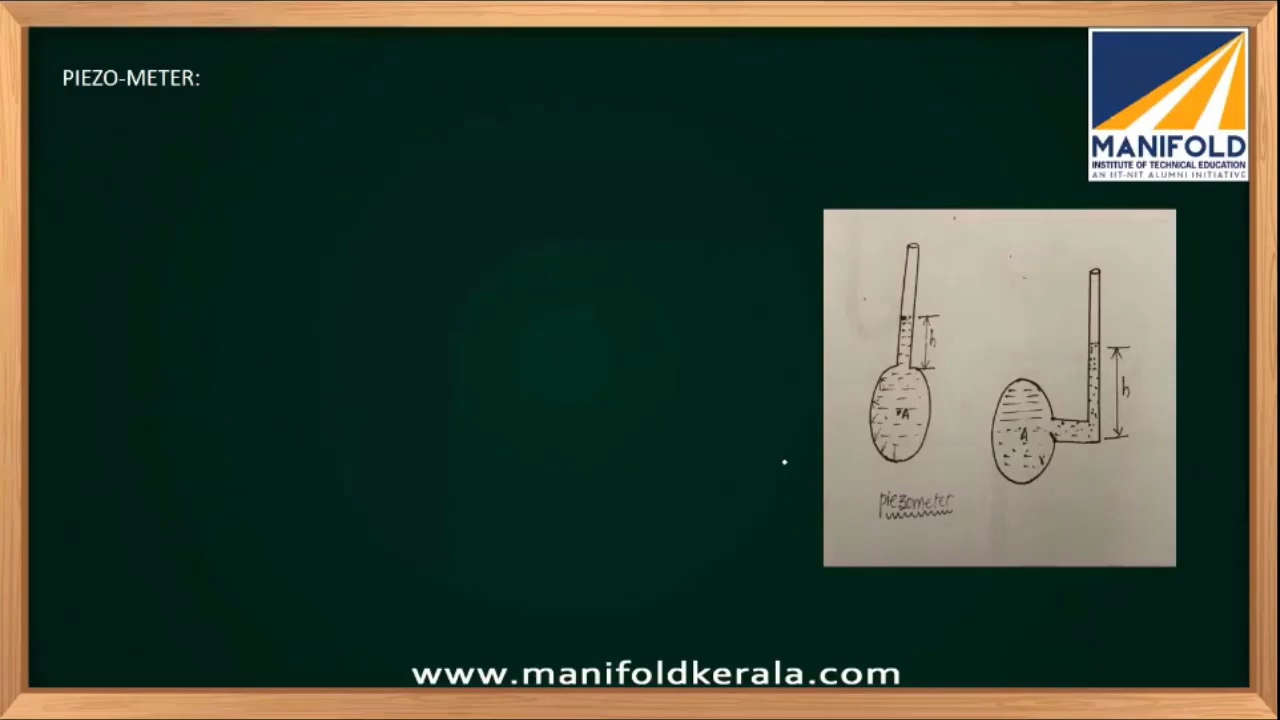 PIEZO-METER:
MANIFOLD
INSTITUTE OF TECHNICAL EDUCATION
AN IIT-NIT ALUMNI INITIATIVE
h
A
h
A
piezometer
www.manifoldkerala.com